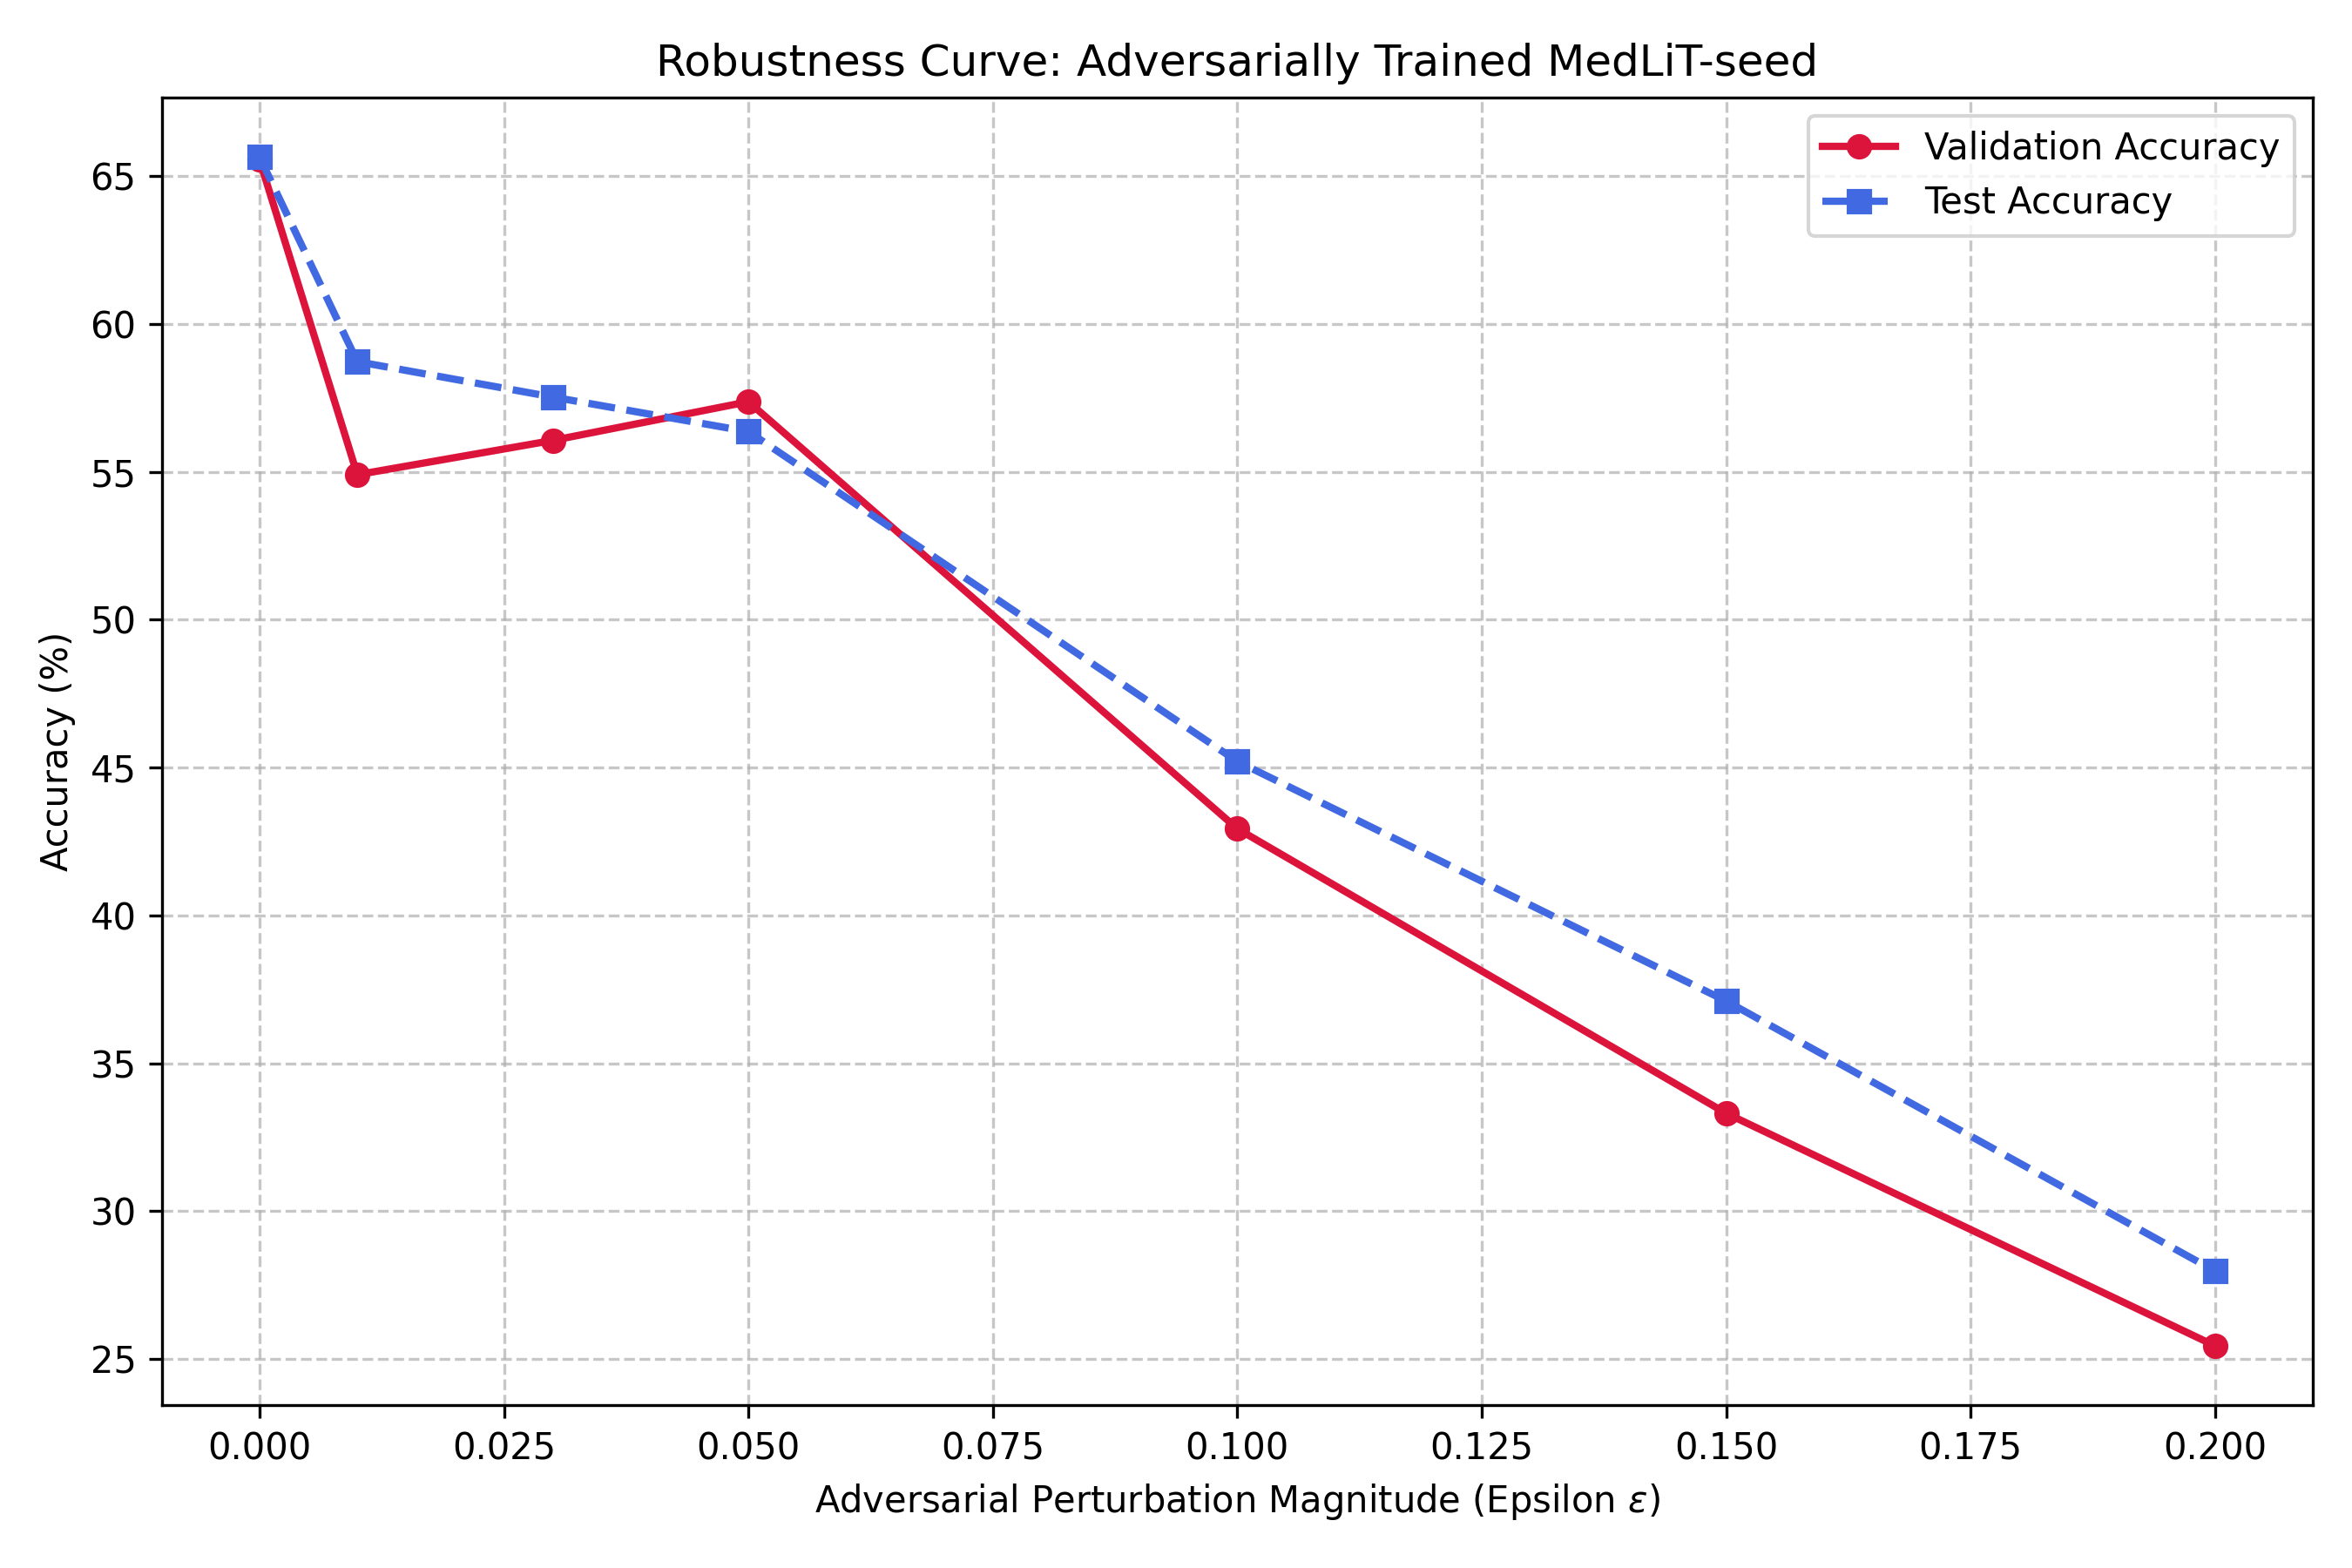 Robustness Curve: Adversarially Trained MedLiT-seed
Validation Accuracy
Test Accuracy
Accuracy (%)
65
60
55
50
45
40
35
30
25
0.000 0.025 0.050 0.075 0.100 0.125 0.150 0.175 0.200
Adversarial Perturbation Magnitude (Epsilon ε)